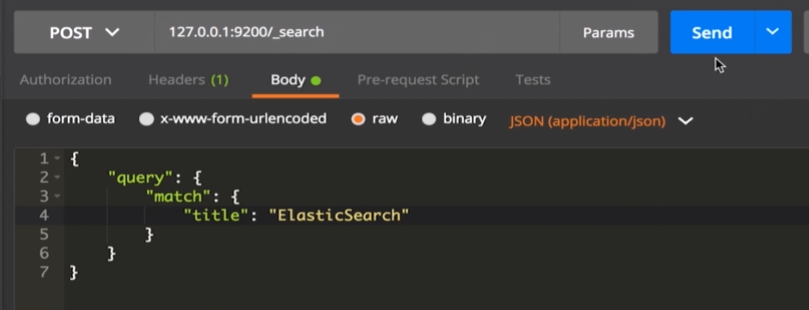 POST 127.0.0.1:9200/_search Params Send
Authorization Headers (1) Body Pre-request Script Tests
form-data x-www-form-urlencoded raw binary JSON (application/json)
1 {
2 "query": {
3 "match": {
4 "title": "ElasticSearch"
5 }
6 }
7 }